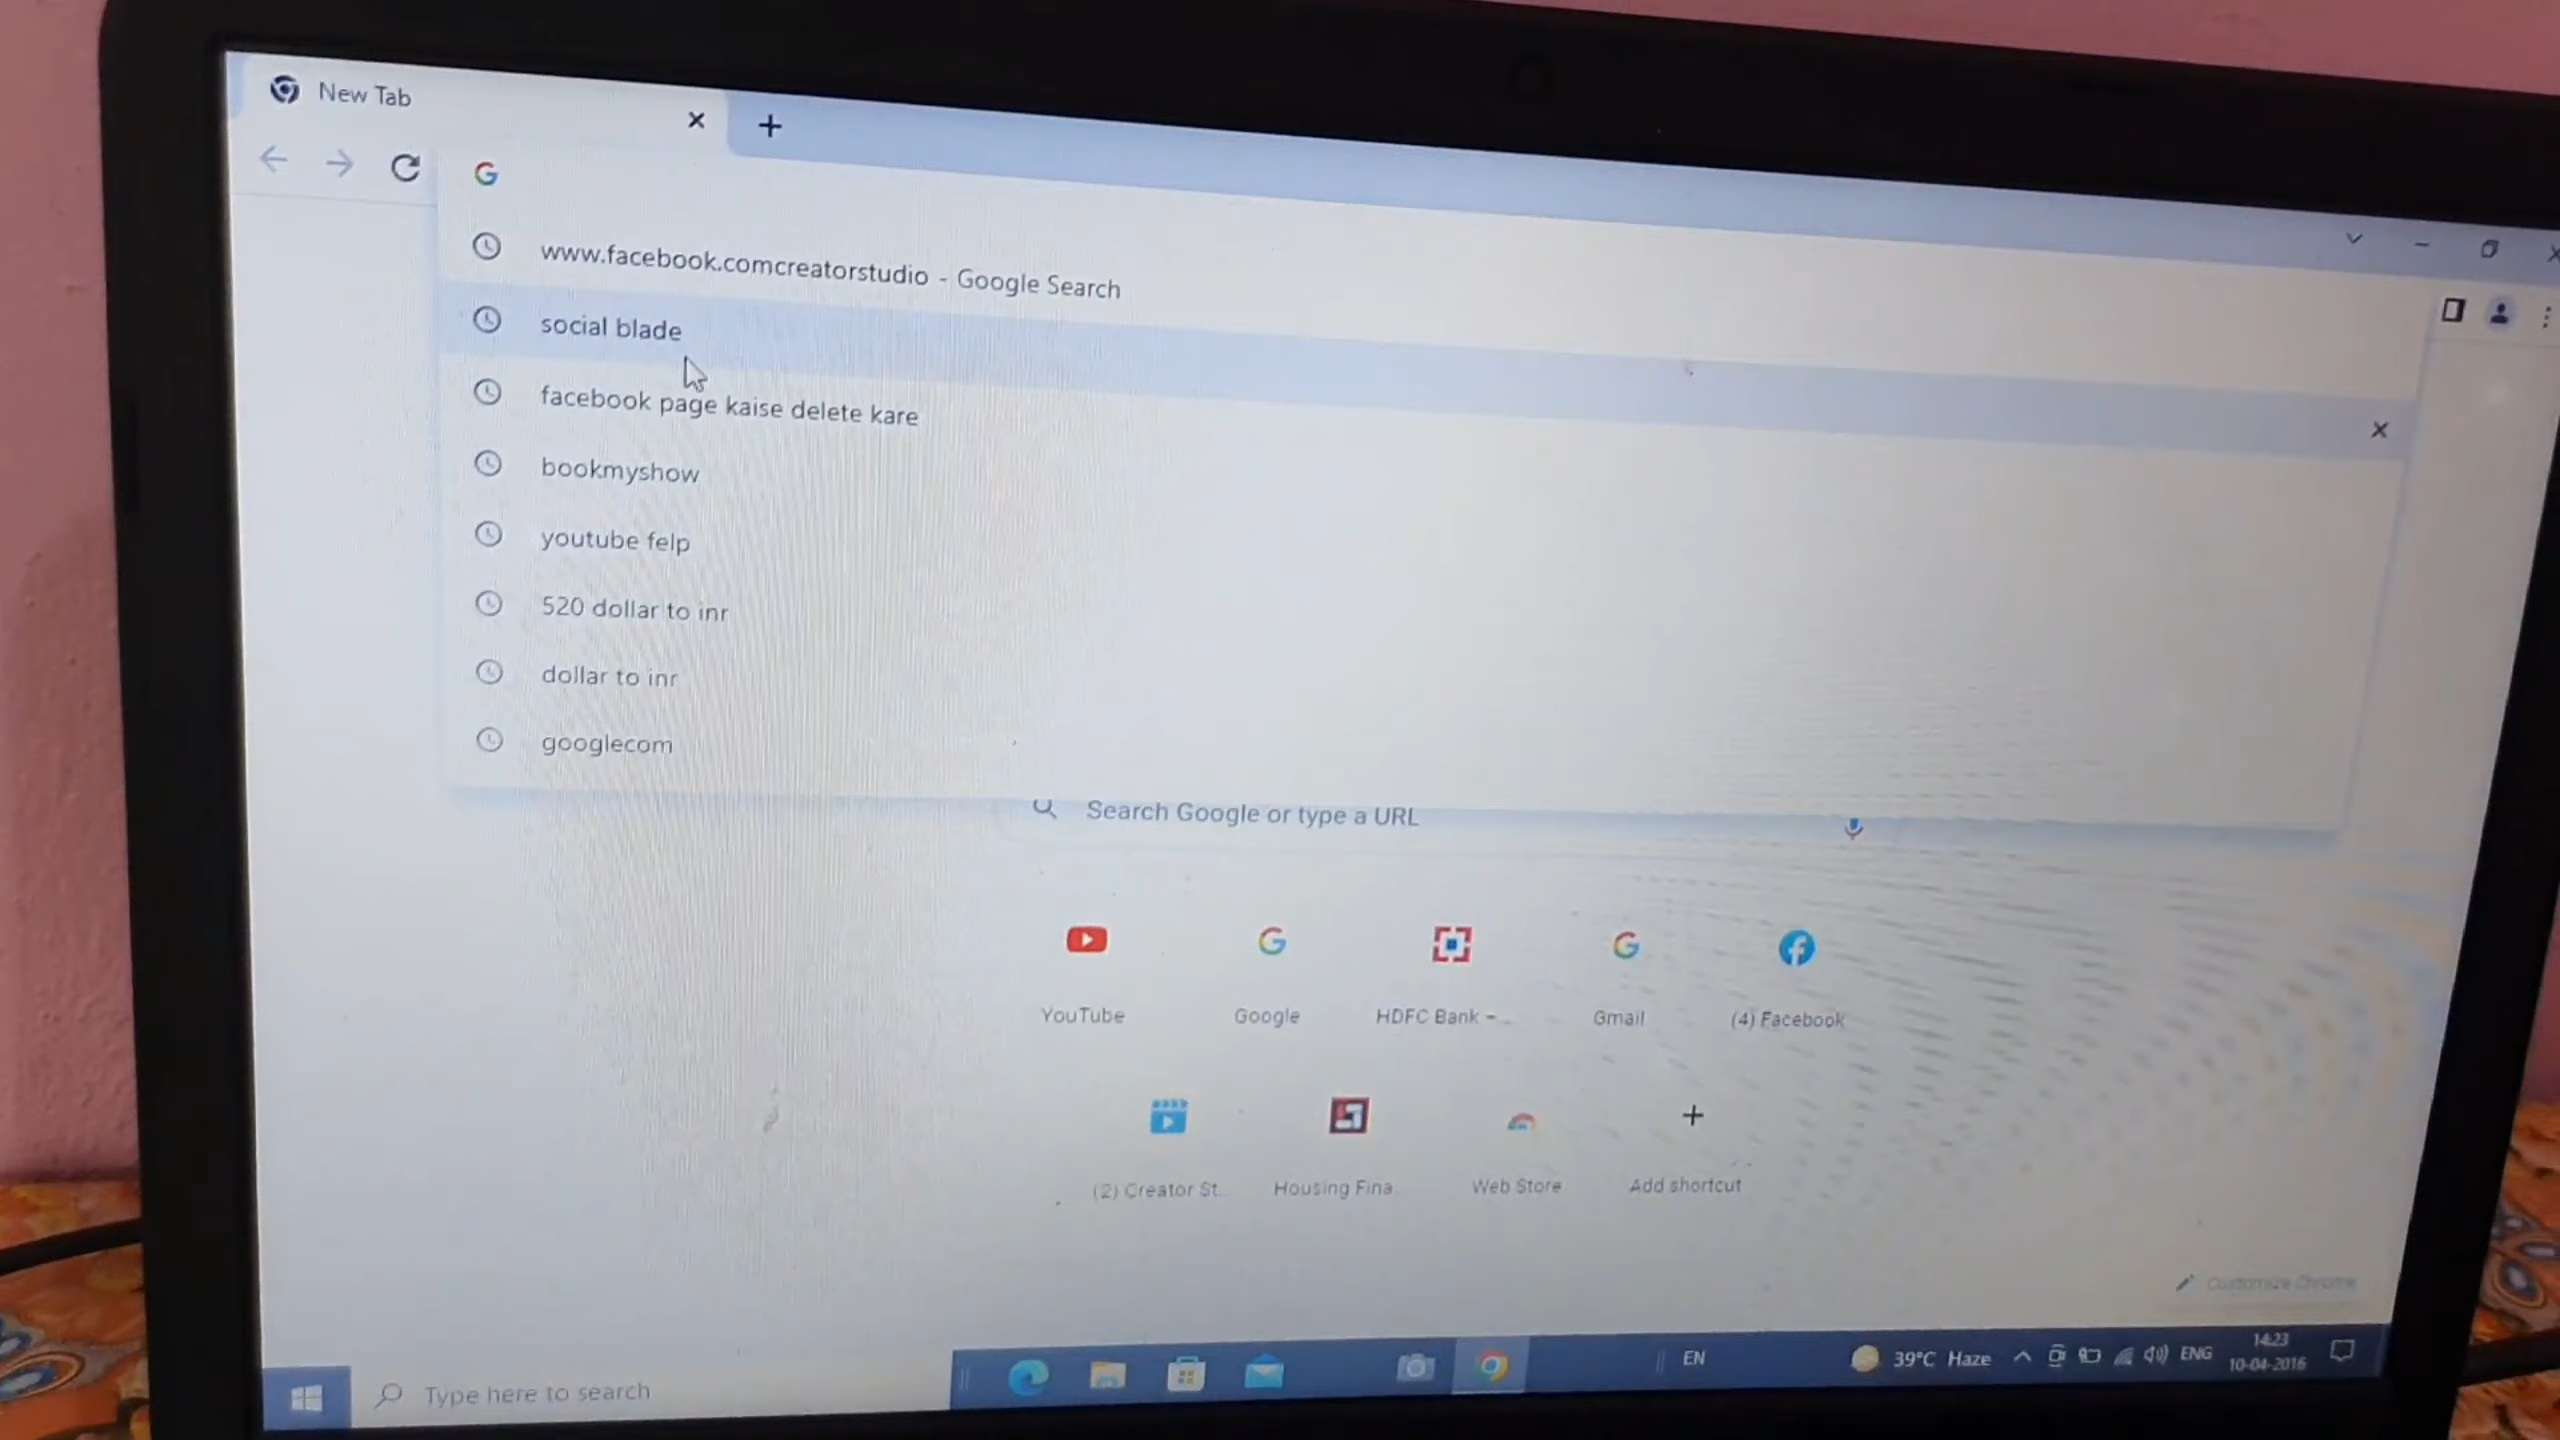 New Tab
www.facebook.comcreatorstudio - Google Search
social blade
facebook page kaise delete kare
bookmyshow
youtube felp
520 dollar to inr
dollar to inr
googlecom
Search Google or type a URL
YouTube
Google
HDFC Bank - ...
Gmail
(4) Facebook
(2) Creator St...
Housing Fina
Web Store
Add shortcut
Customize Chrome
Type here to search
EN
39°C Haze
ENG
14:23
10-04-2016